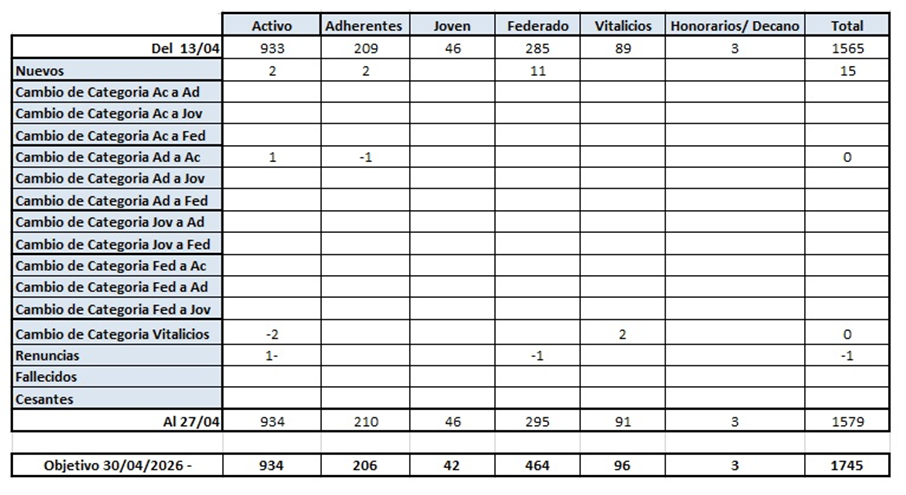 Activo Adherentes Joven Federado Vitalicios Honorarios/ Decano Total
Del 13/04 933 209 46 285 89 3 1565
Nuevos 2 2 11 15
Cambio de Categoria Ac a Ad
Cambio de Categoria Ac a Jov
Cambio de Categoria Ac a Fed
Cambio de Categoria Ad a Ac 1 -1 0
Cambio de Categoria Ad a Jov
Cambio de Categoria Ad a Fed
Cambio de Categoria Jov a Ad
Cambio de Categoria Jov a Fed
Cambio de Categoria Fed a Ac
Cambio de Categoria Fed a Ad
Cambio de Categoria Fed a Jov
Cambio de Categoria Vitalicios -2 2 0
Renuncias 1- -1 -1
Fallecidos
Cesantes
Al 27/04 934 210 46 295 91 3 1579
Objetivo 30/04/2026 - 934 206 42 464 96 3 1745